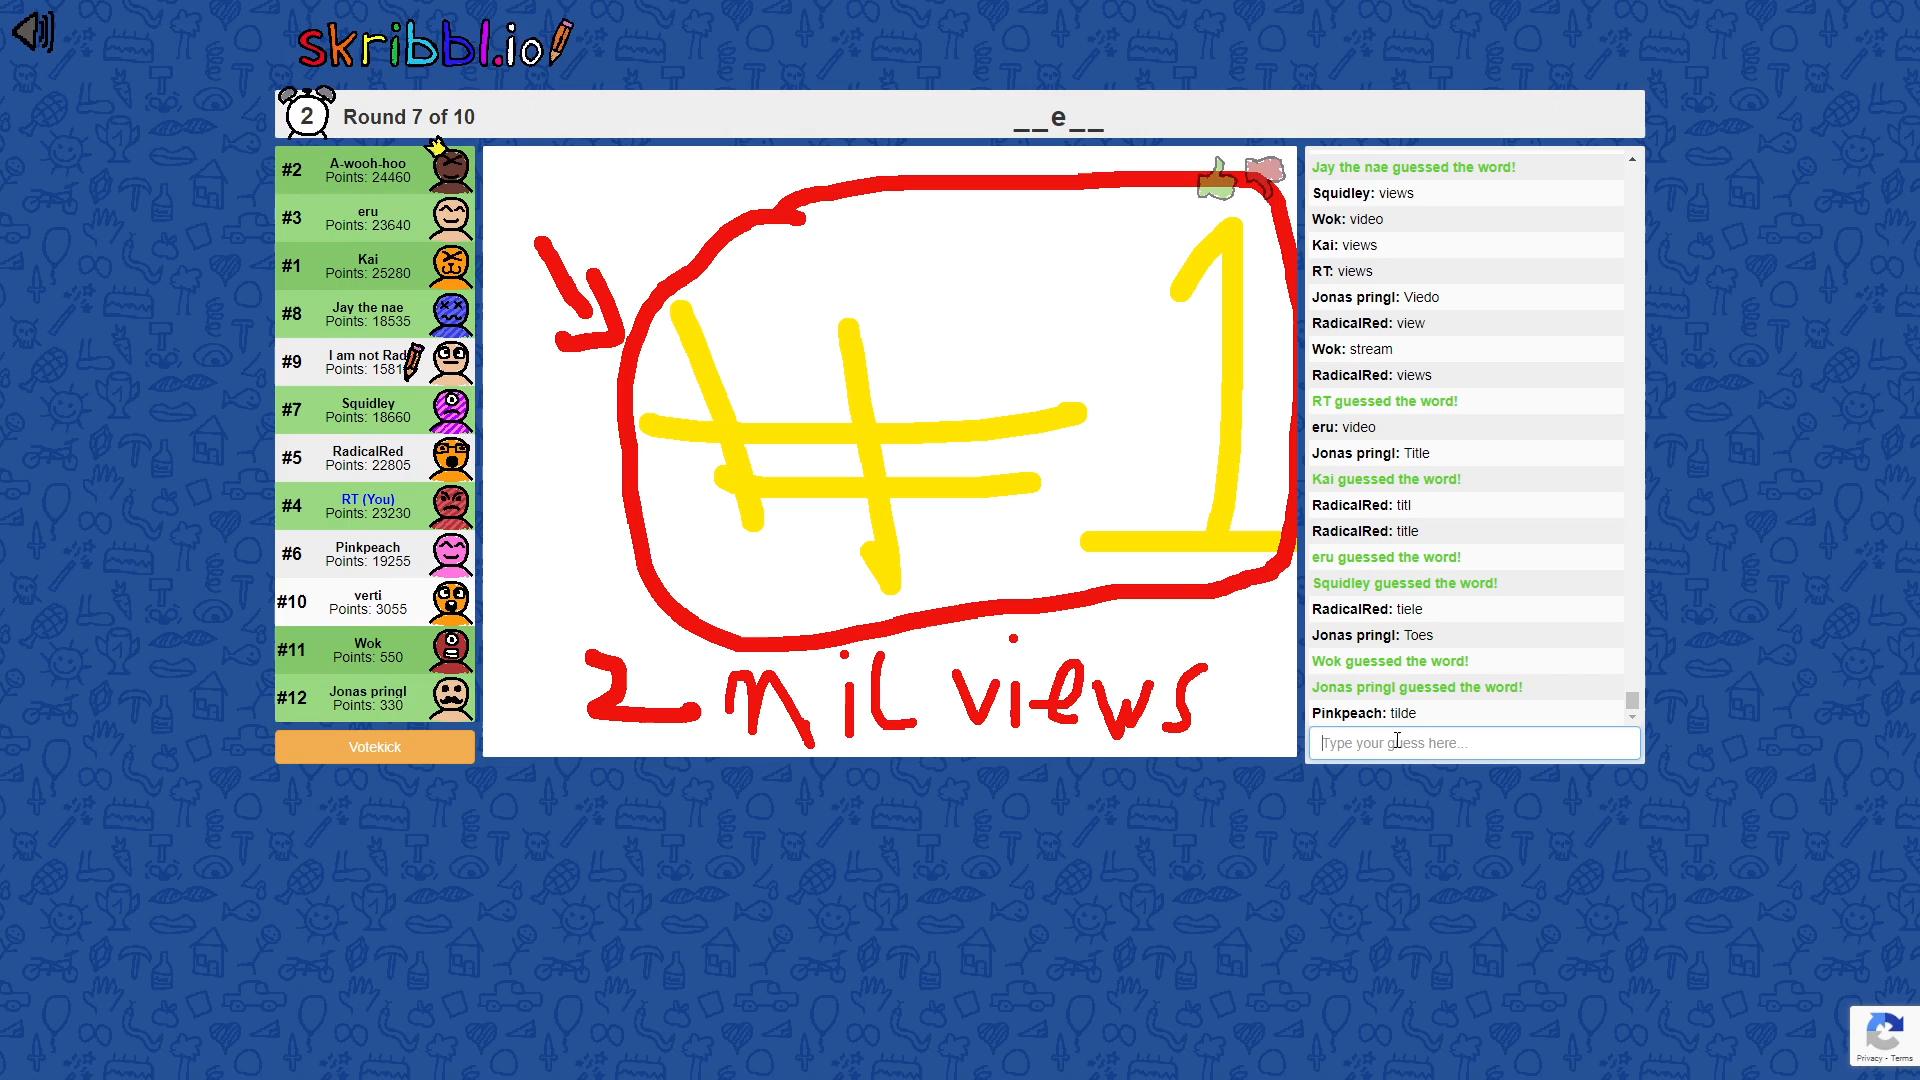 skribbl.io
2
Round 7 of 10
__e__
#2 A-wooh-hoo
Points: 24460
#3 eru
Points: 23640
#1 Kai
Points: 25280
#8 Jay the nae
Points: 18535
#9 I am not Rad
Points: 1581
#7 Squidley
Points: 18660
#5 RadicalRed
Points: 22805
#4 RT (You)
Points: 23230
#6 Pinkpeach
Points: 19255
#10 verti
Points: 3055
#11 Wok
Points: 550
#12 Jonas pringl
Points: 330
Votekick
#1
2 mil views
Jay the nae guessed the word!
Squidley: views
Wok: video
Kai: views
RT: views
Jonas pringl: Viedo
RadicalRed: view
Wok: stream
RadicalRed: views
RT guessed the word!
eru: video
Jonas pringl: Title
Kai guessed the word!
RadicalRed: titl
RadicalRed: title
eru guessed the word!
Squidley guessed the word!
RadicalRed: tiele
Jonas pringl: Toes
Wok guessed the word!
Jonas pringl guessed the word!
Pinkpeach: tilde
Type your guess here...
Privacy - Terms